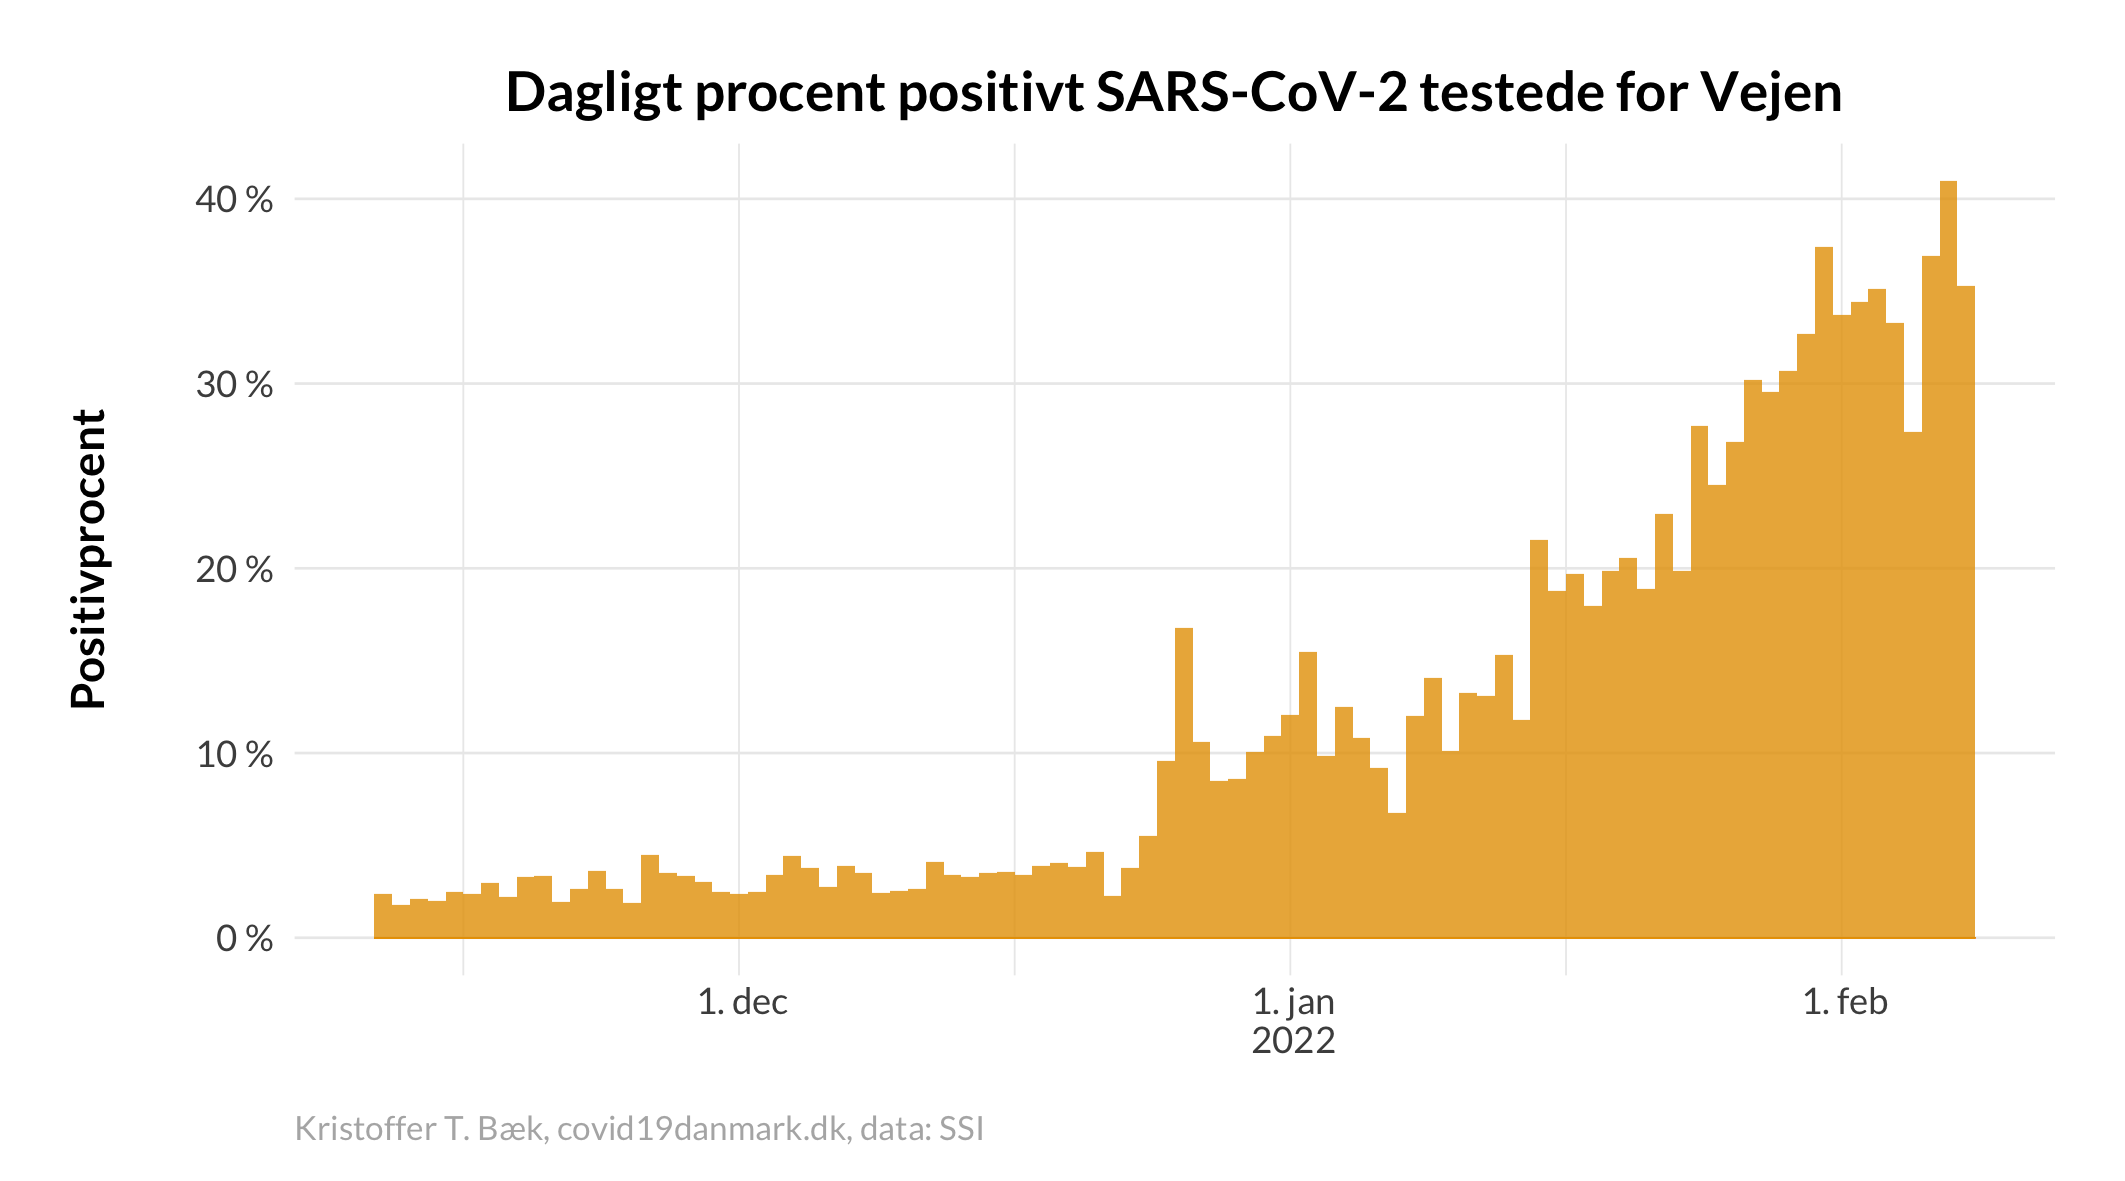 Dagligt procent positivt SARS-CoV-2 testede for Vejen
Positivprocent
40 %
30 %
20 %
10 %
0 %
1. dec
1. jan
2022
1. feb
Kristoffer T. Bæk, covid19danmark.dk, data: SSI